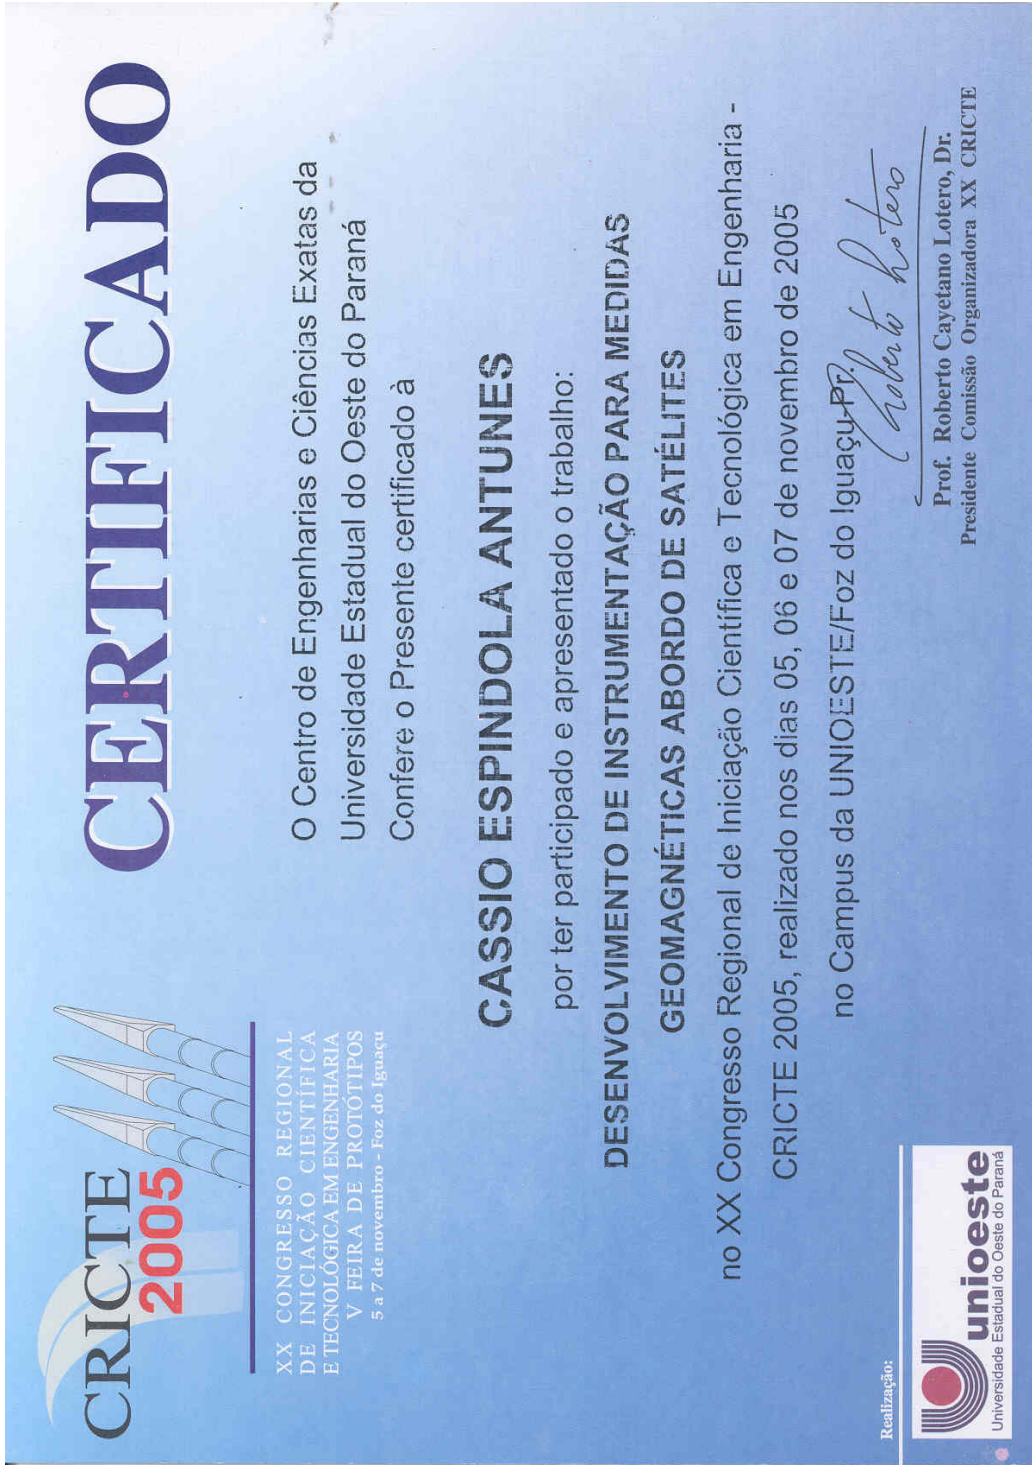 CRICTE
2005
XX CONGRESSO REGIONAL
DE INICIAÇÃO CIENTÍFICA
E TECNOLÓGICA EM ENGENHARIA
V FEIRA DE PROTÓTIPOS
5 a 7 de novembro - Foz do Iguaçu
CERTIFICADO
O Centro de Engenharias e Ciências Exatas da
Universidade Estadual do Oeste do Paraná
Confere o Presente certificado à
CASSIO ESPINDOLA ANTUNES
por ter participado e apresentado o trabalho:
DESENVOLVIMENTO DE INSTRUMENTAÇÃO PARA MEDIDAS
GEOMAGNÉTICAS ABORDO DE SATÉLITES
no XX Congresso Regional de Iniciação Científica e Tecnológica em Engenharia -
CRICTE 2005, realizado nos dias 05, 06 e 07 de novembro de 2005
no Campus da UNIOESTE/Foz do Iguaçu-Pr.
Roberto Lotero
Prof. Roberto Cayetano Lotero, Dr.
Presidente Comissão Organizadora XX CRICTE
Realização:
unioeste
Universidade Estadual do Oeste do Paraná